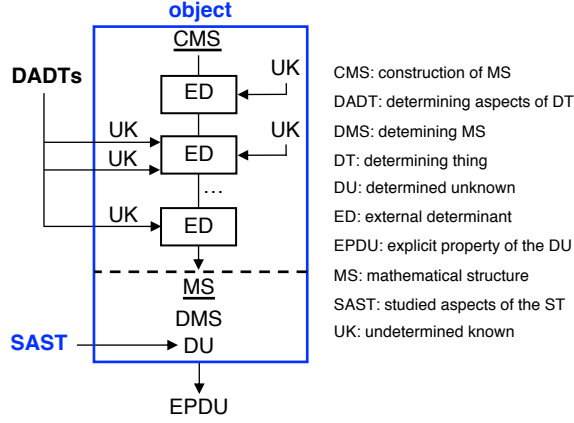 object
CMS
UK
DADTs
ED
UK
UK
UK
ED
...
UK
ED
MS
DMS
SAST
DU
EPDU
CMS: construction of MS
DADT: determining aspects of DT
DMS: detemining MS
DT: determining thing
DU: determined unknown
ED: external determinant
EPDU: explicit property of the DU
MS: mathematical structure
SAST: studied aspects of the ST
UK: undetermined known